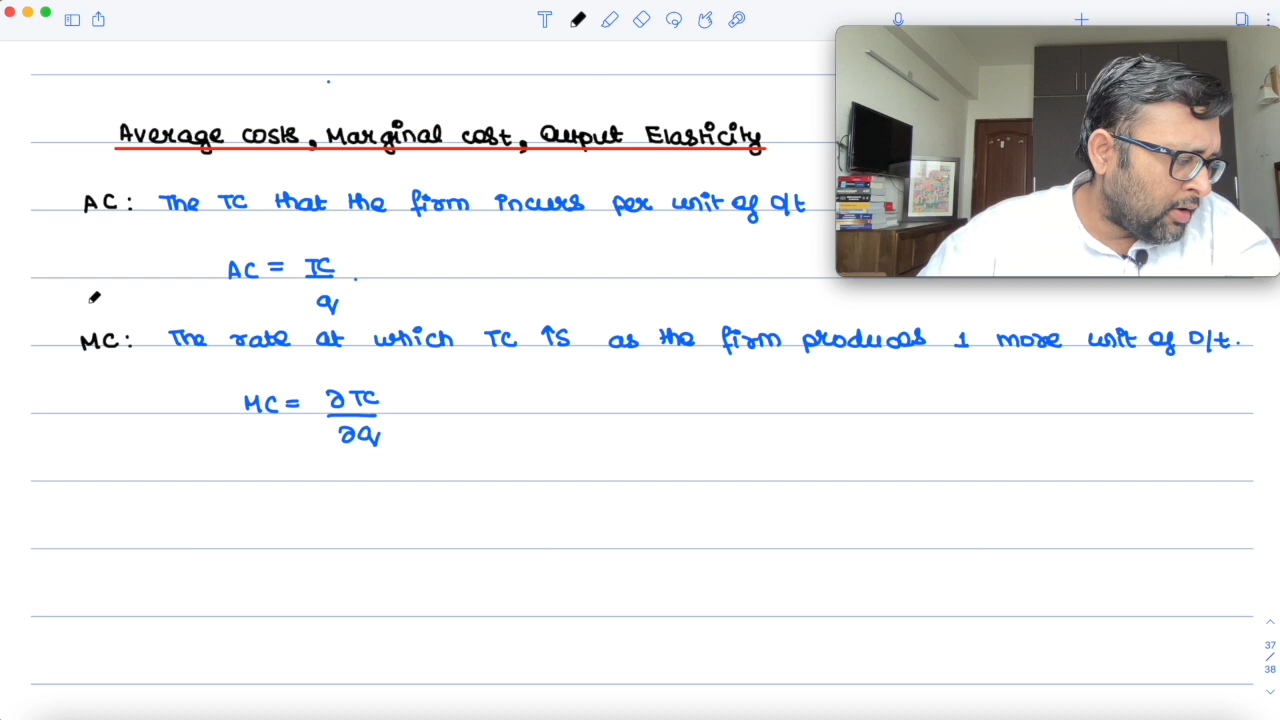 Average costs, Marginal cost, Output Elasticity
AC: The TC that the firm incurs per unit of o/t
AC = TC
q
MC: The rate at which TC ↑s as the firm produces 1 more unit of o/t.
MC = ∂TC
∂q
37
/
38